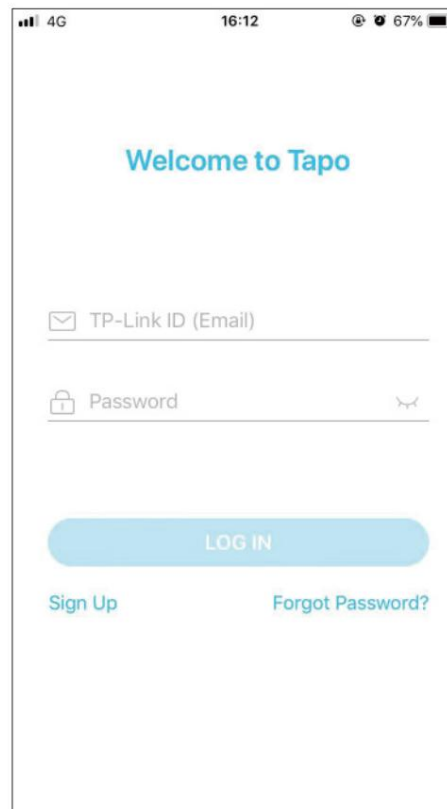 4G 16:12 67%
Welcome to Tapo
TP-Link ID (Email)
Password
LOG IN
Sign Up Forgot Password?